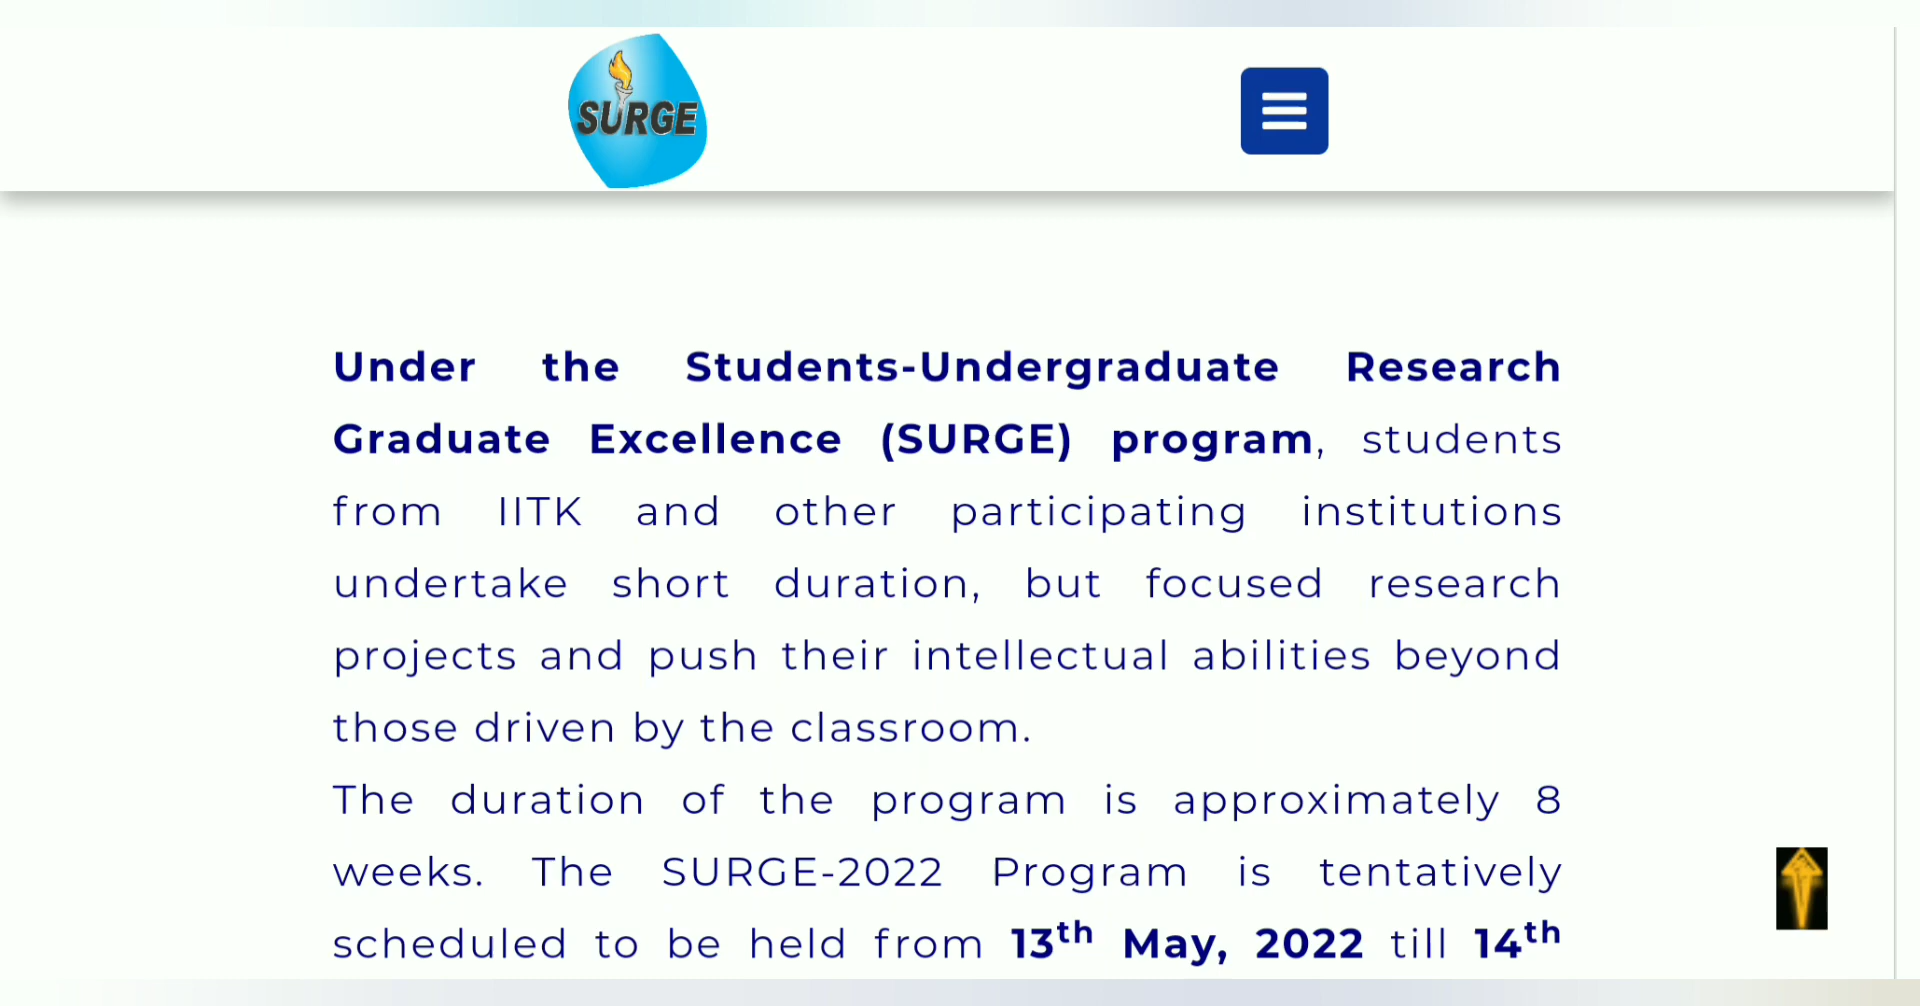 SURGE
Under the Students-Undergraduate Research
Graduate Excellence (SURGE) program, students
from IITK and other participating institutions
undertake short duration, but focused research
projects and push their intellectual abilities beyond
those driven by the classroom.
The duration of the program is approximately 8
weeks. The SURGE-2022 Program is tentatively
scheduled to be held from 13th May, 2022 till 14th